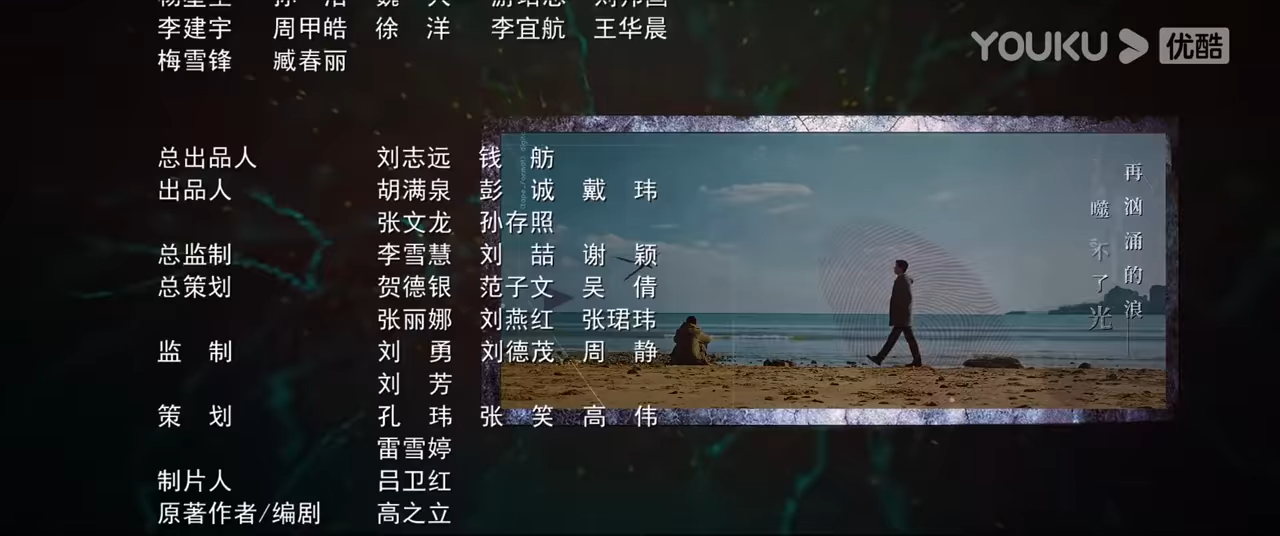 李建宇 周甲皓 徐 洋 李宜航 王华晨
梅雪锋 臧春丽
YOUKU 优酷
总出品人 刘志远 钱 舫
出品人 胡满泉 彭 诚 戴 玮
张文龙 孙存照
总监制 李雪慧 刘 喆 谢 颖
总策划 贺德银 范子文 吴 倩
张丽娜 刘燕红 张珺玮
监 制 刘 勇 刘德茂 周 静
刘 芳
策 划 孔 玮 张 笑 高 伟
雷雪婷
制片人 吕卫红
原著作者/编剧 高之立
再汹涌的浪
噬不了光